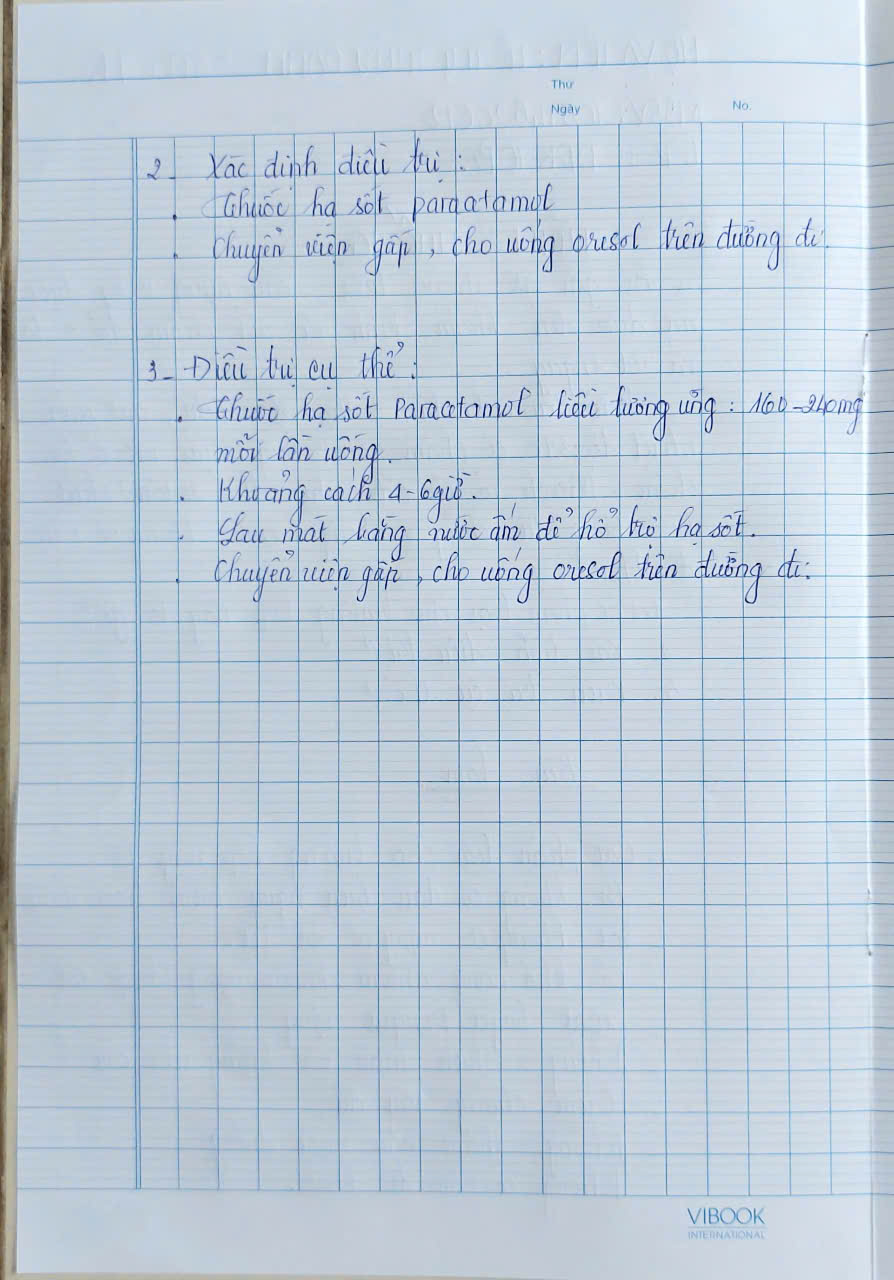 Thứ
Ngày No.
2- Xác định điều trị:
. Thuốc hạ sốt paracetamol
. Chuyển viện gấp, cho uống oresol trên đường đi.
3- Điều trị cụ thể:
. Thuốc hạ sốt Paracetamol liều tương ứng: 160-240mg
mỗi lần uống.
. Khoảng cách 4-6giờ.
. Lau mát bằng nước ấm để hổ trợ hạ sốt.
. Chuyển viện gấp, cho uống oresol trên đường đi.
VIBOOK
INTERNATIONAL